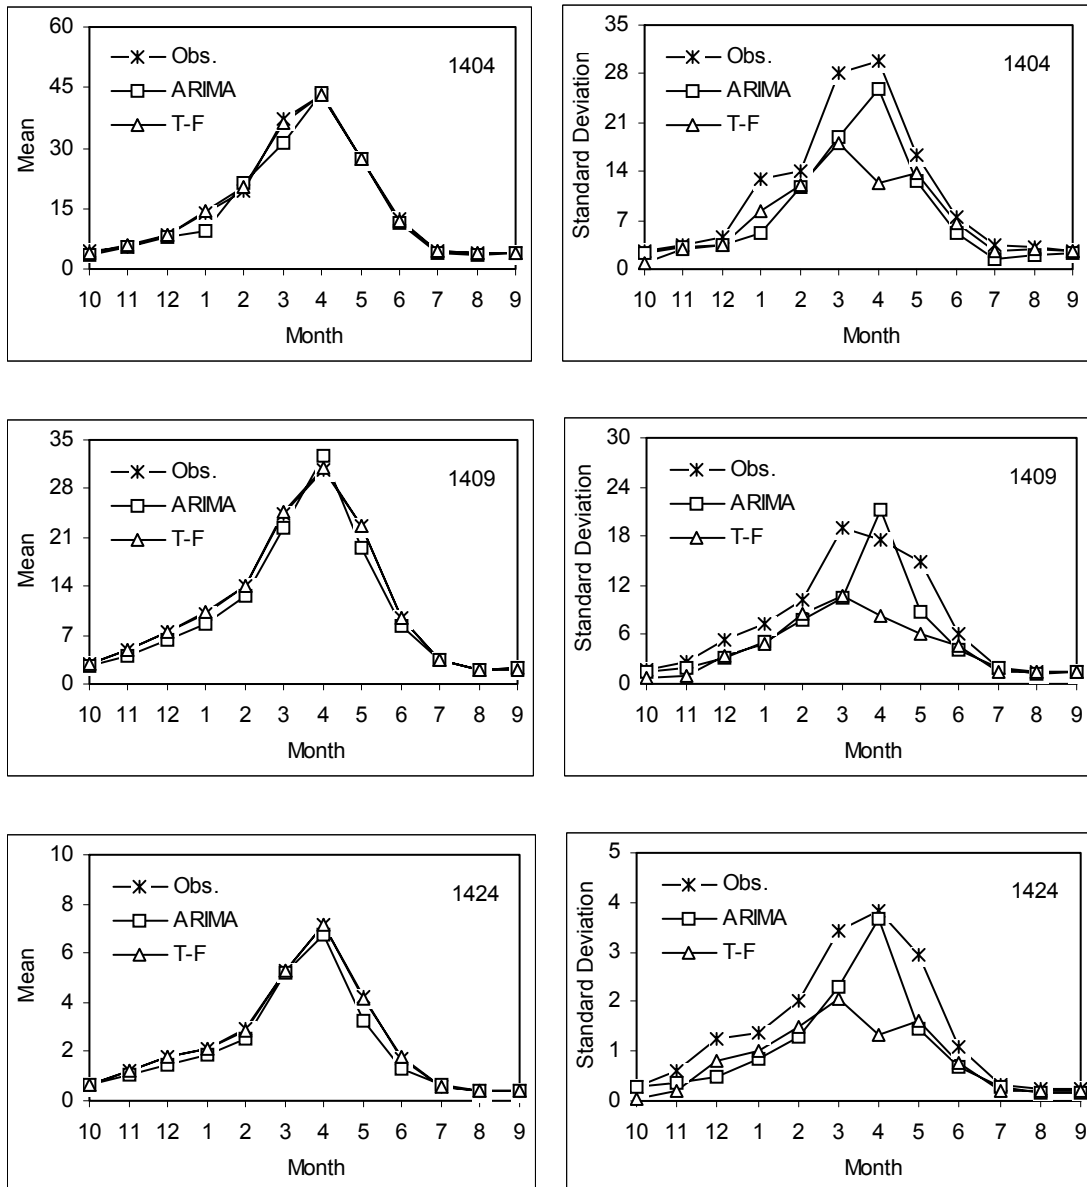 60
45
30
15
0
Mean
Obs.
ARIMA
T-F
1404
10 11 12 1 2 3 4 5 6 7 8 9
Month
35
28
21
14
7
0
Standard Deviation
Obs.
ARIMA
T-F
1404
10 11 12 1 2 3 4 5 6 7 8 9
Month
35
28
21
14
7
0
Mean
Obs.
ARIMA
T-F
1409
10 11 12 1 2 3 4 5 6 7 8 9
Month
30
24
18
12
6
0
Standard Deviation
Obs.
ARIMA
T-F
1409
10 11 12 1 2 3 4 5 6 7 8 9
Month
10
8
6
4
2
0
Mean
Obs.
ARIMA
T-F
1424
10 11 12 1 2 3 4 5 6 7 8 9
Month
5
4
3
2
1
0
Standard Deviation
Obs.
ARIMA
T-F
1424
10 11 12 1 2 3 4 5 6 7 8 9
Month